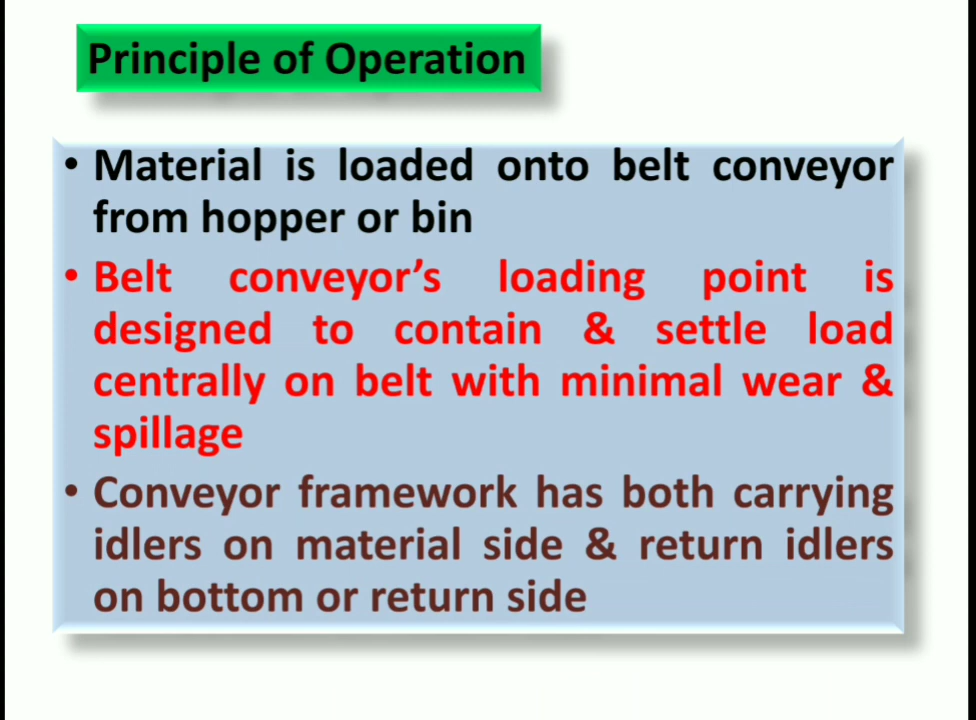 Principle of Operation
• Material is loaded onto belt conveyor
from hopper or bin
• Belt conveyor’s loading point is
designed to contain & settle load
centrally on belt with minimal wear &
spillage
• Conveyor framework has both carrying
idlers on material side & return idlers
on bottom or return side